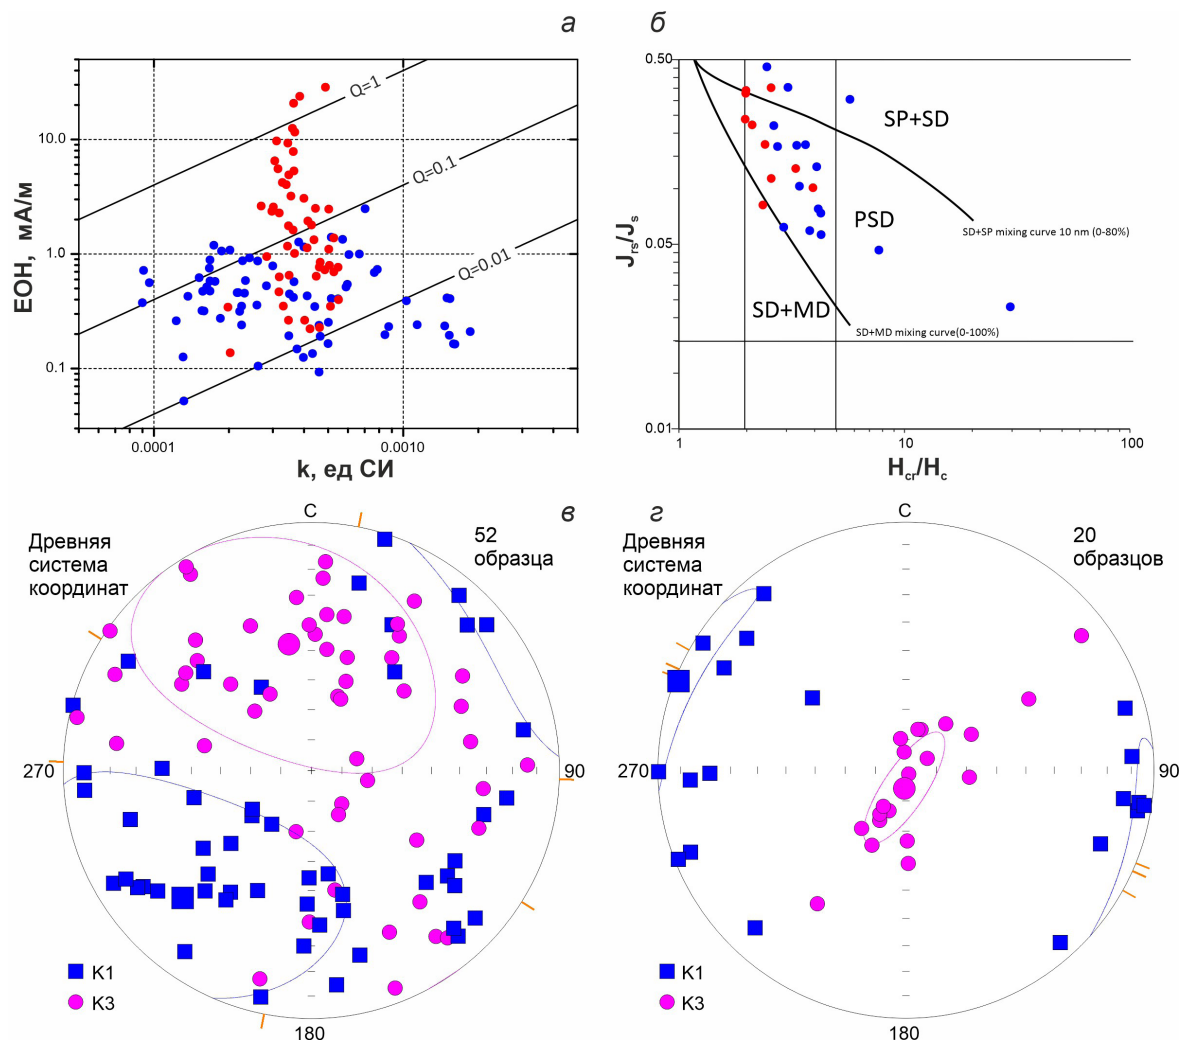 а
Q=1
Q=0.1
Q=0.01
10.0
1.0
0.1
ЕОН, мА/м
0.0001
0.0010
k, ед СИ
б
0.50
0.05
0.01
Jrs/Js
SP+SD
PSD
SD+SP mixing curve 10 nm (0-80%)
SD+MD
SD+MD mixing curve(0-100%)
1
10
100
Hcr/Hc
в
С
Древняя
система
координат
52
образца
270
90
K1
K3
180
г
С
Древняя
система
координат
20
образцов
270
90
K1
K3
180